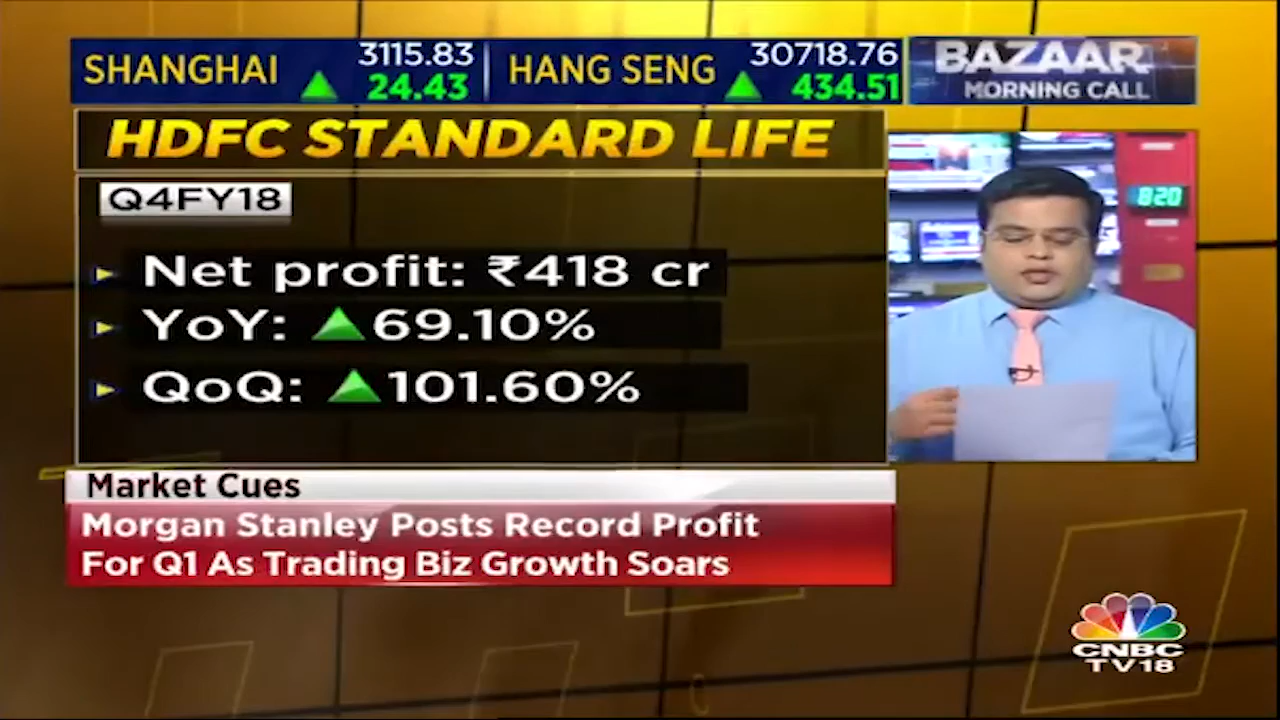 SHANGHAI
3115.83
24.43
HANG SENG
30718.76
434.51
BAZAAR
MORNING CALL
HDFC STANDARD LIFE
Q4FY18
Net profit: ₹418 cr
YoY: ▲69.10%
QoQ: ▲101.60%
8:20
Market Cues
Morgan Stanley Posts Record Profit
For Q1 As Trading Biz Growth Soars
CNBC
TV18